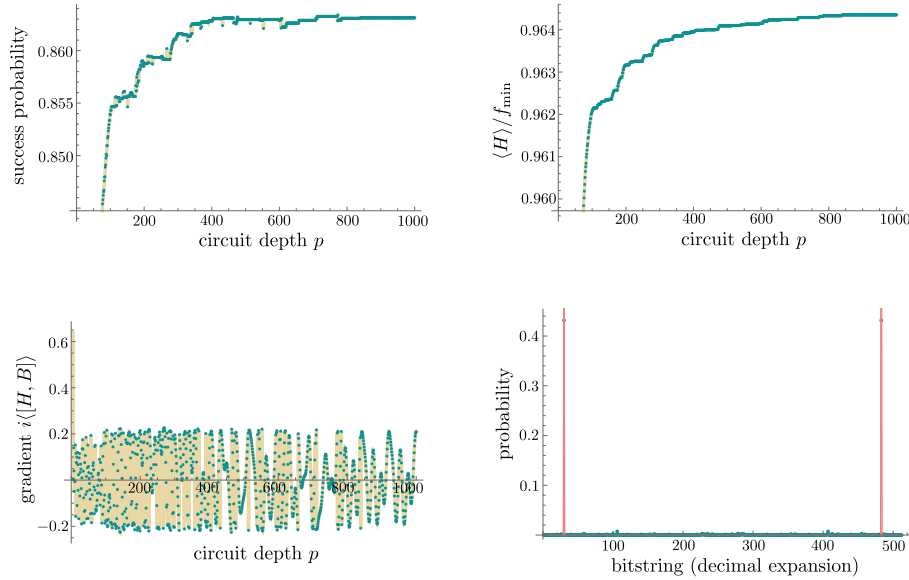 success probability
0.860
0.855
0.850
200 400 600 800 1000
circuit depth p
⟨H⟩/f_min
0.964
0.963
0.962
0.961
0.960
200 400 600 800 1000
circuit depth p
gradient i⟨[H, B]⟩
0.6
0.4
0.2
-0.2
200 400 600 800 1000
circuit depth p
probability
0.4
0.3
0.2
0.1
100 200 300 400 500
bitstring (decimal expansion)